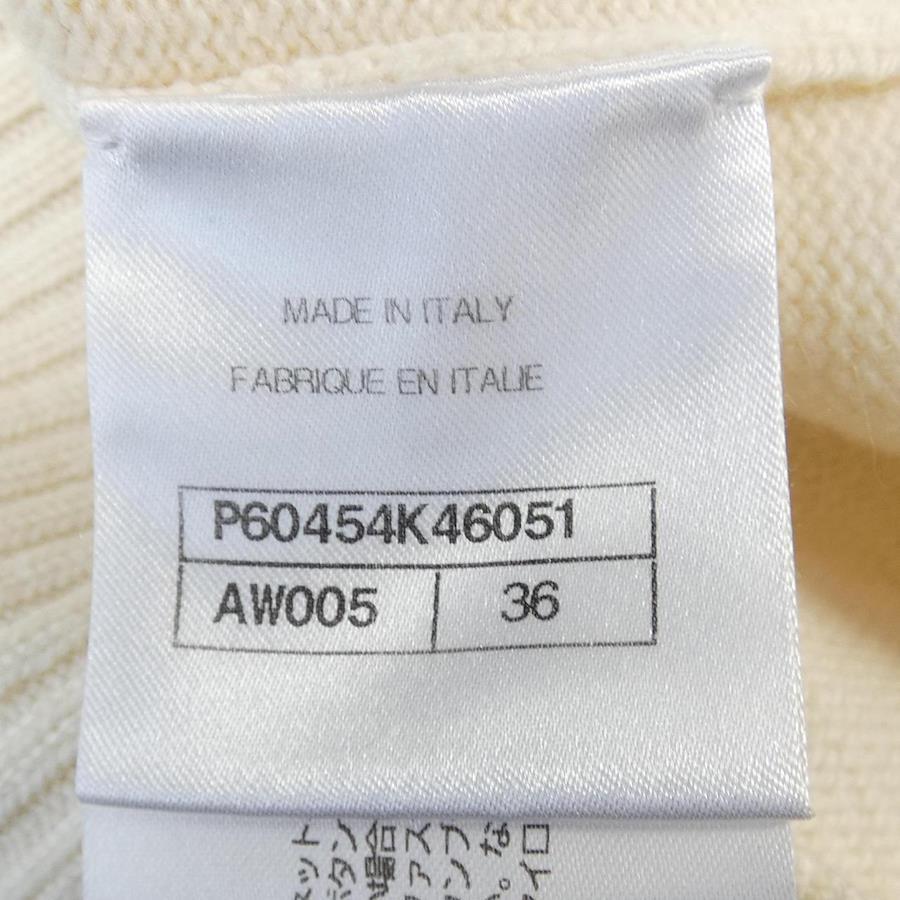 MADE IN ITALY
FABRIQUE EN ITALIE
P60454K46051
AW005 36